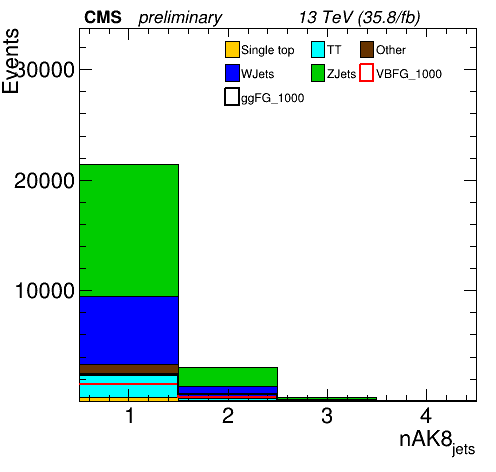 CMS preliminary 13 TeV (35.8/fb)
Events
Single top TT Other
WJets ZJets VBFG_1000
ggFG_1000
30000
20000
10000
1 2 3 4
nAK8jets